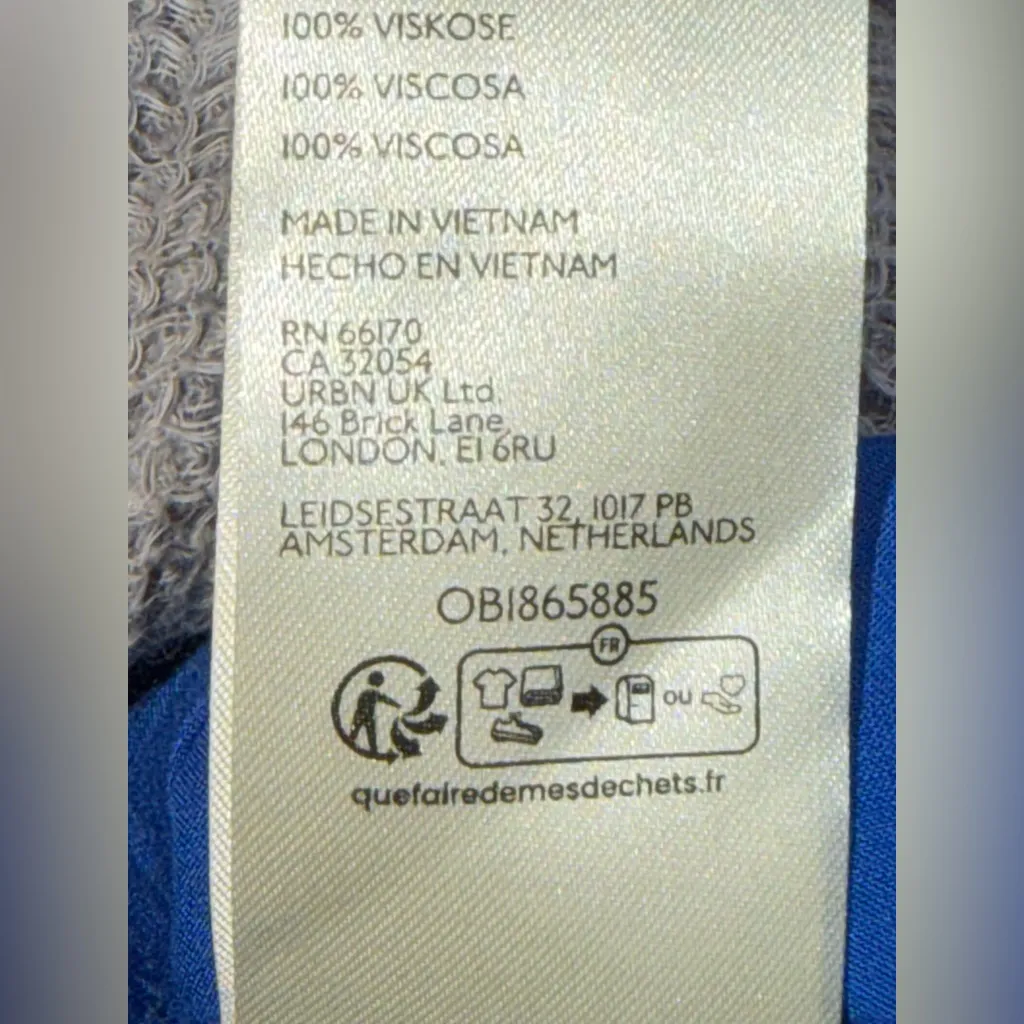 100% VISKOSE
100% VISCOSA
100% VISCOSA
MADE IN VIETNAM
HECHO EN VIETNAM
RN 66170
CA 32054
URBN UK Ltd.
146 Brick Lane,
LONDON, E1 6RU
LEIDSESTRAAT 32, 1017 PB
AMSTERDAM, NETHERLANDS
OB1865885
FR
OU
quefairedemesdechets.fr